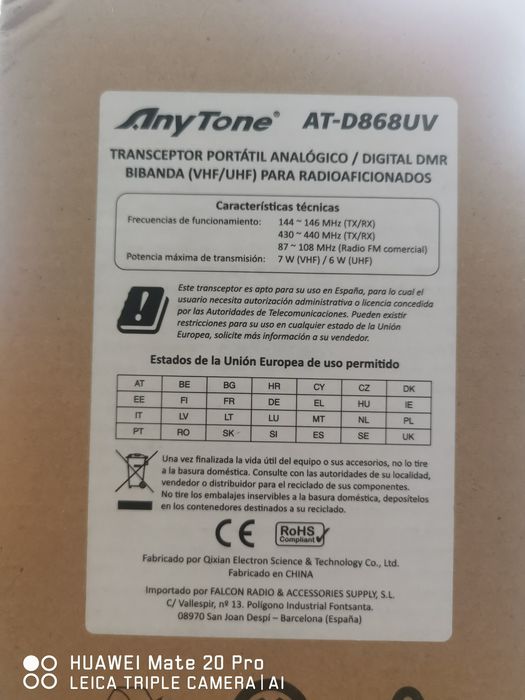 AnyTone® AT-D868UV
TRANSCEPTOR PORTÁTIL ANALÓGICO / DIGITAL DMR
BIBANDA (VHF/UHF) PARA RADIOAFICIONADOS
Características técnicas
Frecuencias de funcionamiento: 144 ~ 146 MHz (TX/RX)
430 ~ 440 MHz (TX/RX)
87 ~ 108 MHz (Radio FM comercial)
Potencia máxima de transmisión: 7 W (VHF) / 6 W (UHF)
Este transceptor es apto para su uso en España, para lo cual el
usuario necesita autorización administrativa o licencia concedida
por las Autoridades de Telecomunicaciones. Pueden existir
restricciones para su uso en cualquier estado de la Unión
Europea, solicite más información a su vendedor.
Estados de la Unión Europea de uso permitido
AT BE BG HR CY CZ DK
EE FI FR DE EL HU IE
IT LV LT LU MT NL PL
PT RO SK SI ES SE UK
Una vez finalizada la vida útil del equipo o sus accesorios, no lo tire
a la basura doméstica. Consulte con las autoridades de su localidad,
vendedor o distribuidor para el reciclado de sus componentes.
No tire los embalajes inservibles a la basura doméstica, deposítelos
en los contenedores destinados a su reciclado.
CE RoHS
Compliant
Fabricado por Qixian Electron Science & Technology Co., Ltd.
Fabricado en CHINA
Importado por FALCON RADIO & ACCESSORIES SUPPLY, S.L.
C/ Vallespir, nº 13. Polígono Industrial Fontsanta.
08970 San Joan Despí – Barcelona (España)
HUAWEI Mate 20 Pro
LEICA TRIPLE CAMERA | AI